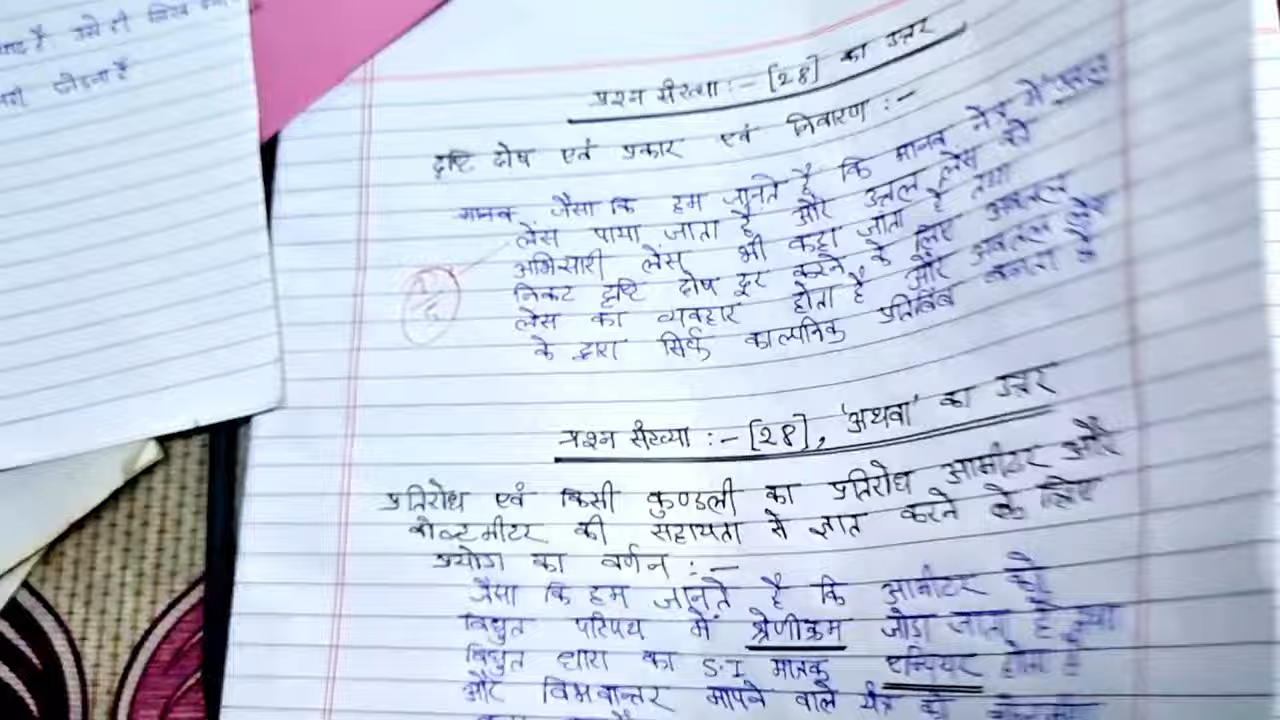 है उसे ही लिख
है
प्रश्न संख्या :- [28] का उत्तर
दृष्टि दोष एवं प्रकार एवं निवारण :-
मानव जैसा कि हम जानते है कि मानव नेत्र में उत्तल
लेंस पाया जाता है और उत्तल लेंस को
अभिसारी लेंस भी कहा जाता है तथा
निकट दृष्टि दोष दूर करने के लिए अवतल
लेंस का व्यवहार होता है और अवतल लेंस
के द्वारा सिर्फ काल्पनिक प्रतिबिंब बनता है
प्रश्न संख्या :- [28], 'अथवा' का उत्तर
प्रतिरोध एवं किसी कुण्डली का प्रतिरोध आमीटर और
वोल्टमीटर की सहायता से ज्ञात करने के लिए
प्रयोग का वर्णन :-
जैसा कि हम जानते है कि आमीटर को
विधुत परिपथ में श्रेणीक्रम जोड़ा जाता है तथा
विधुत धारा का S.I मात्रक एम्पियर होता है
और विभवान्तर मापने वाले यंत्र को